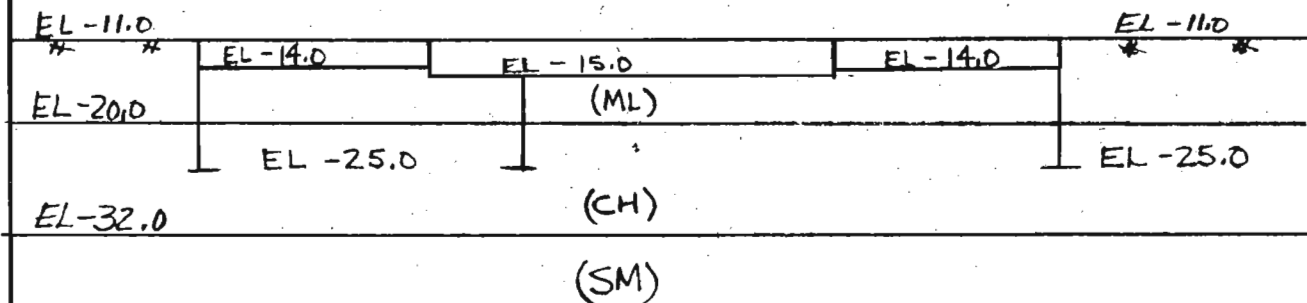 EL -11.0 EL -11.0
EL -14.0 EL - 15.0 EL -14.0
(ML)
EL -20.0
EL -25.0 EL -25.0
(CH)
EL -32.0
(SM)